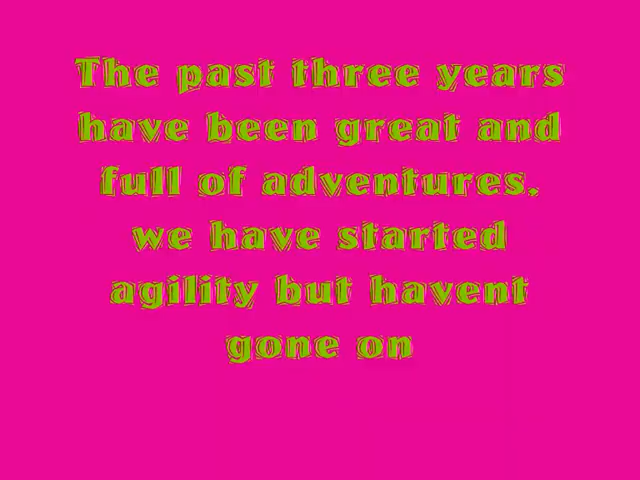 The past three years
have been great and
full of adventures.
we have started
agility but havent
gone on